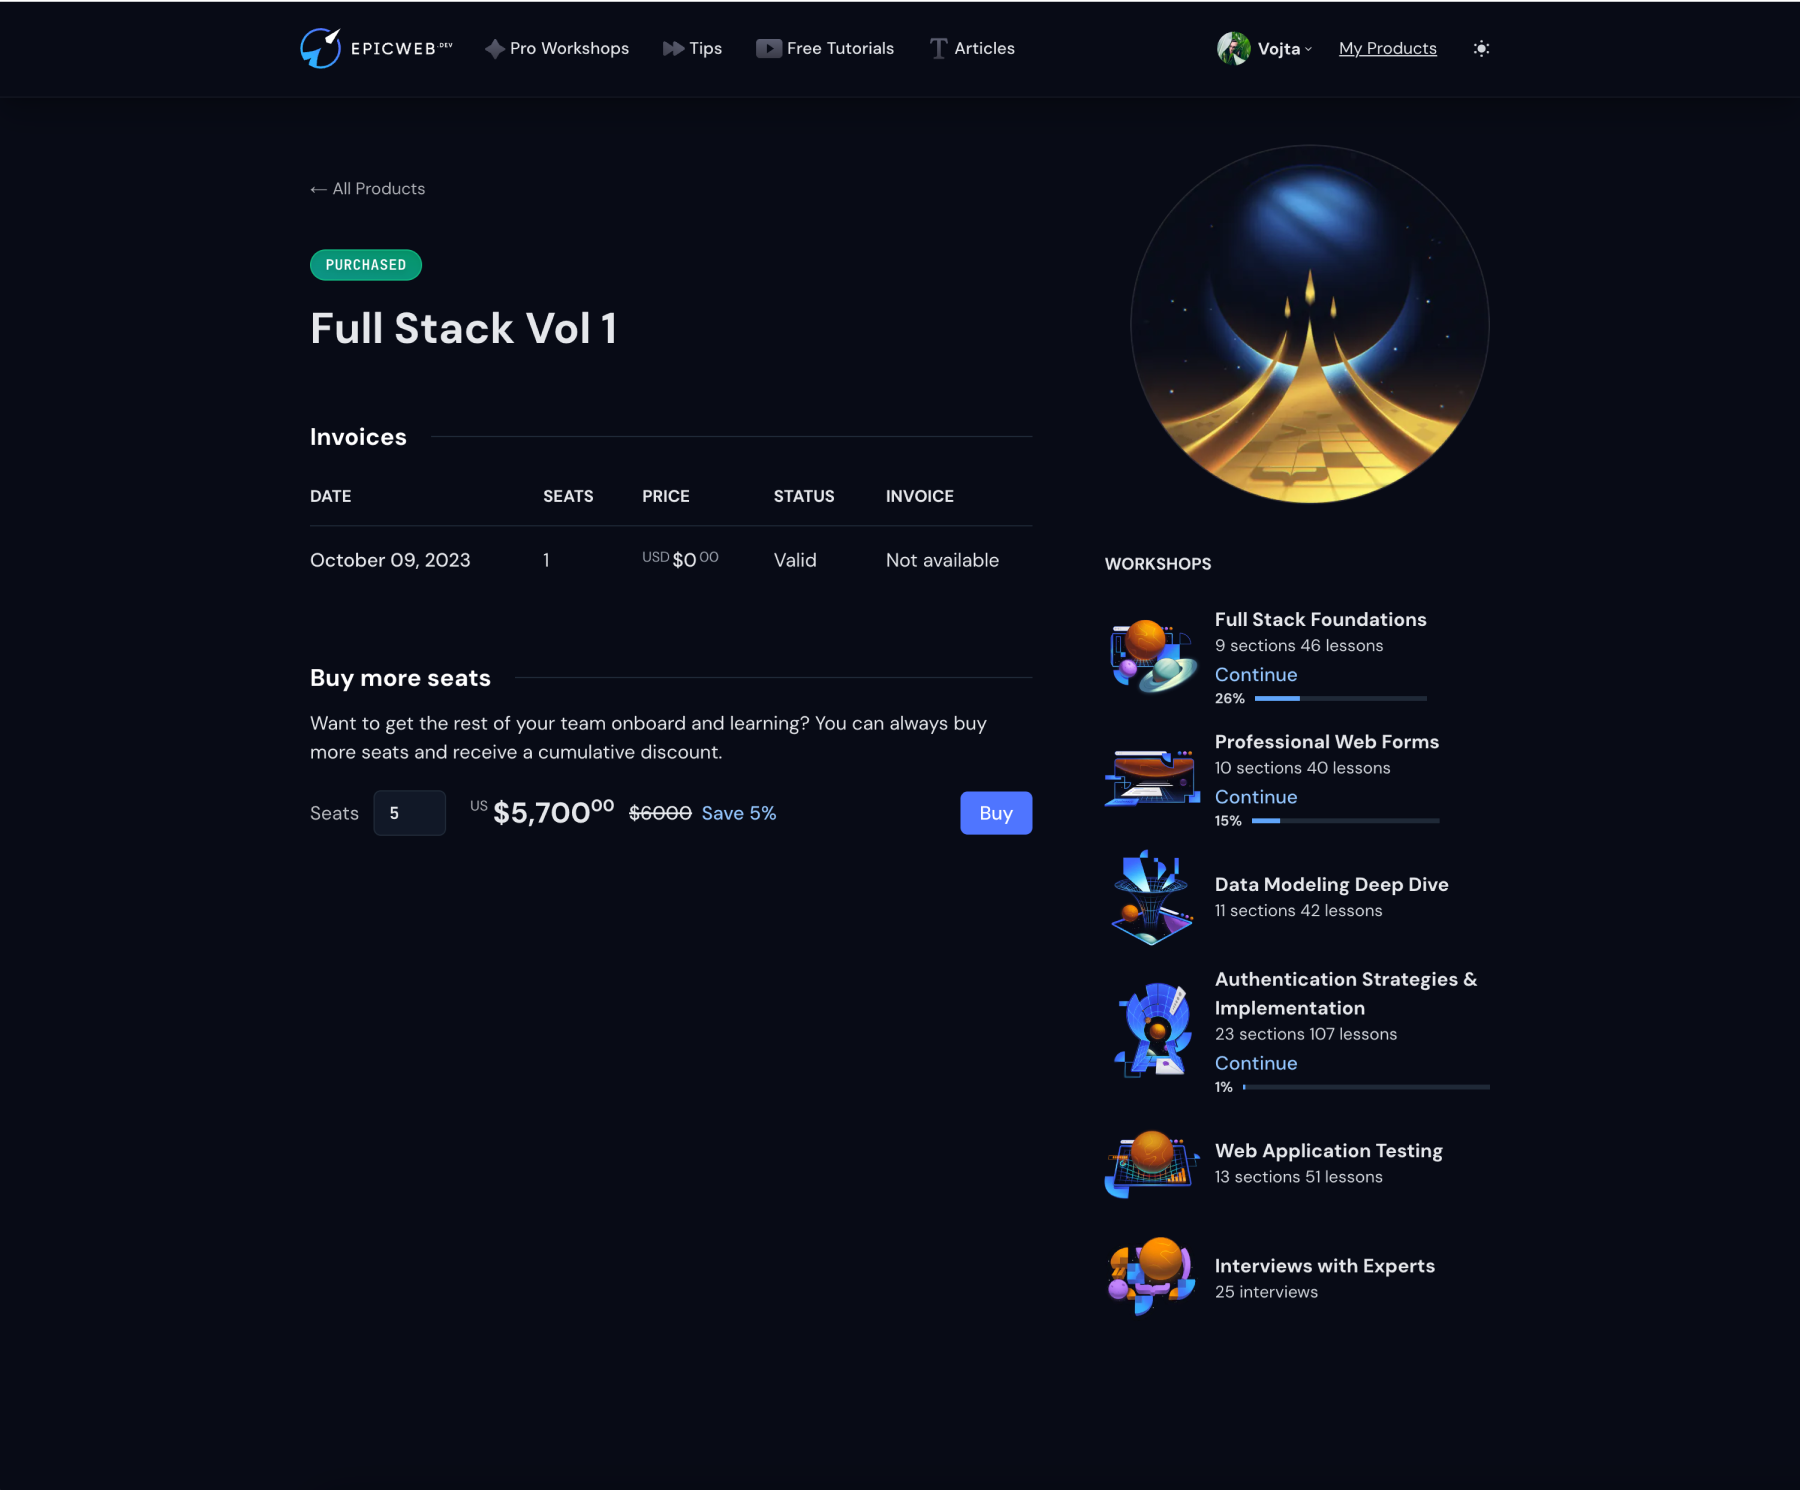 EPICWEB.DEV
Pro Workshops
Tips
Free Tutorials
Articles
Vojta
My Products
← All Products
PURCHASED
Full Stack Vol 1
Invoices
DATE SEATS PRICE STATUS INVOICE
October 09, 2023 1 USD $0 00 Valid Not available
Buy more seats
Want to get the rest of your team onboard and learning? You can always buy
more seats and receive a cumulative discount.
Seats 5 US $5,700 00 $6000 Save 5% Buy
WORKSHOPS
Full Stack Foundations
9 sections 46 lessons
Continue
26%
Professional Web Forms
10 sections 40 lessons
Continue
15%
Data Modeling Deep Dive
11 sections 42 lessons
Authentication Strategies &
Implementation
23 sections 107 lessons
Continue
1%
Web Application Testing
13 sections 51 lessons
Interviews with Experts
25 interviews